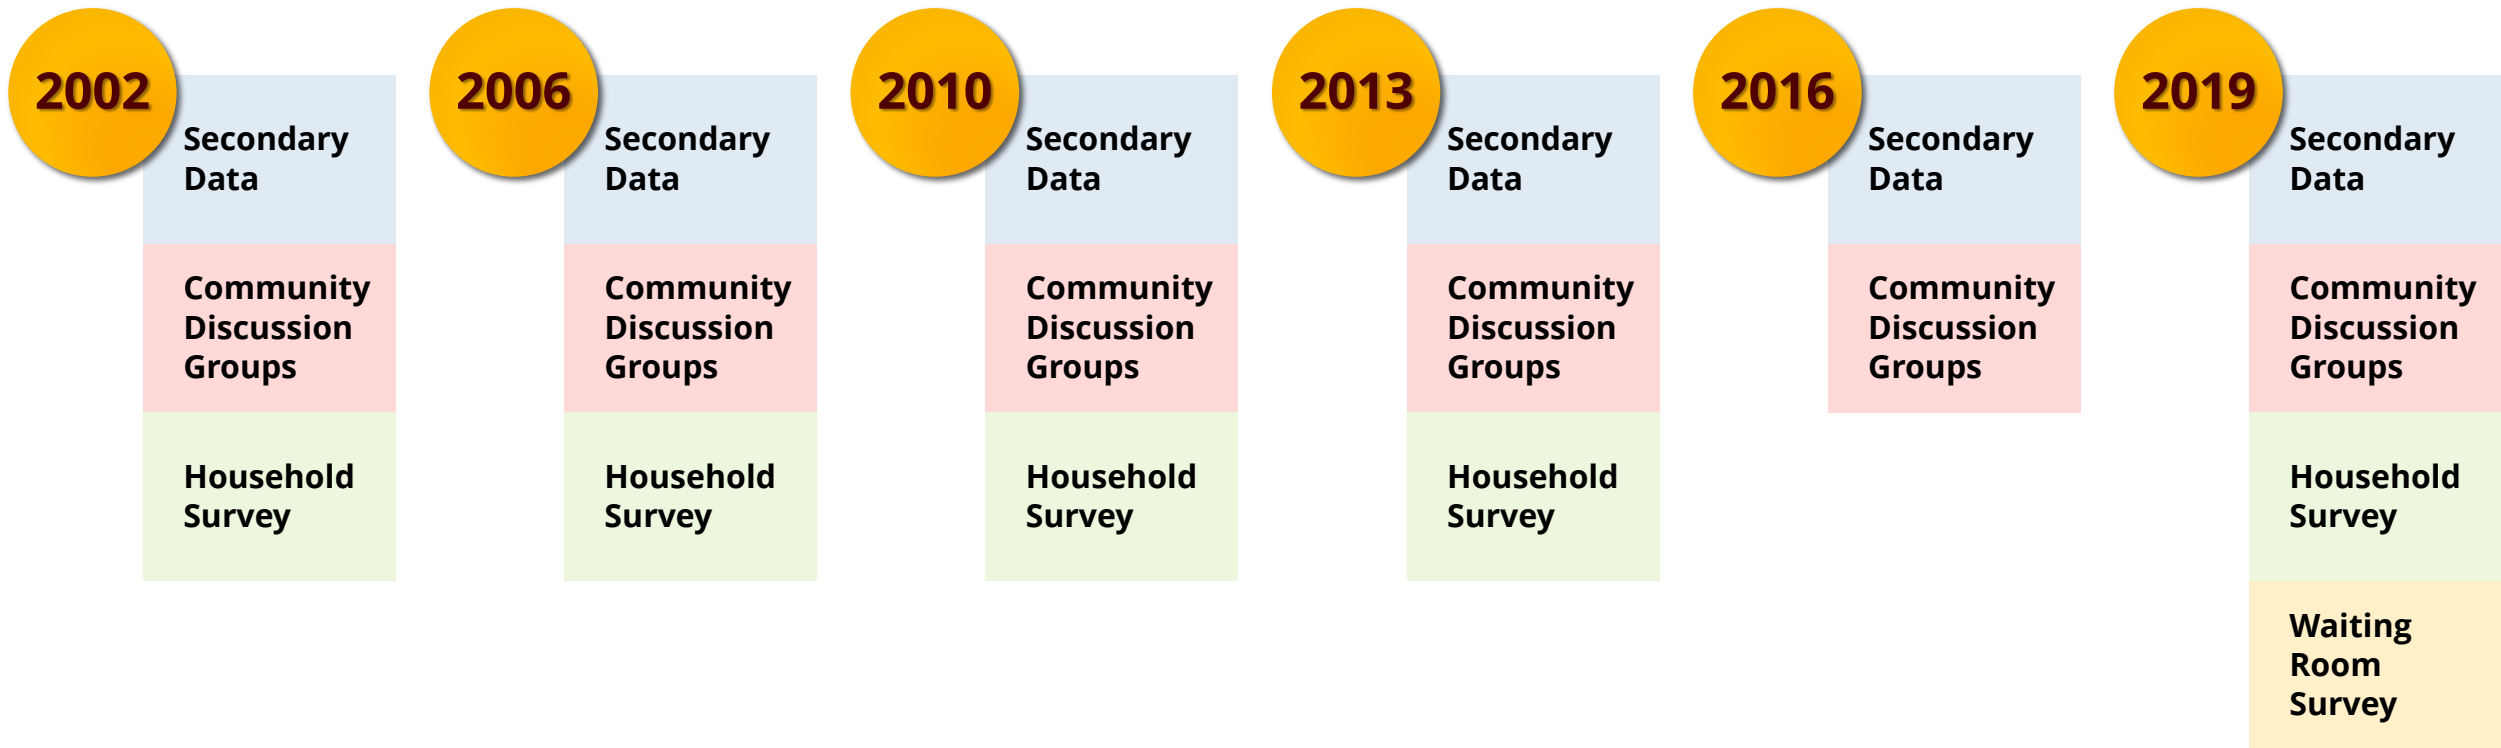 2002
Secondary
Data
Community
Discussion
Groups
Household
Survey
2006
Secondary
Data
Community
Discussion
Groups
Household
Survey
2010
Secondary
Data
Community
Discussion
Groups
Household
Survey
2013
Secondary
Data
Community
Discussion
Groups
Household
Survey
2016
Secondary
Data
Community
Discussion
Groups
2019
Secondary
Data
Community
Discussion
Groups
Household
Survey
Waiting
Room
Survey